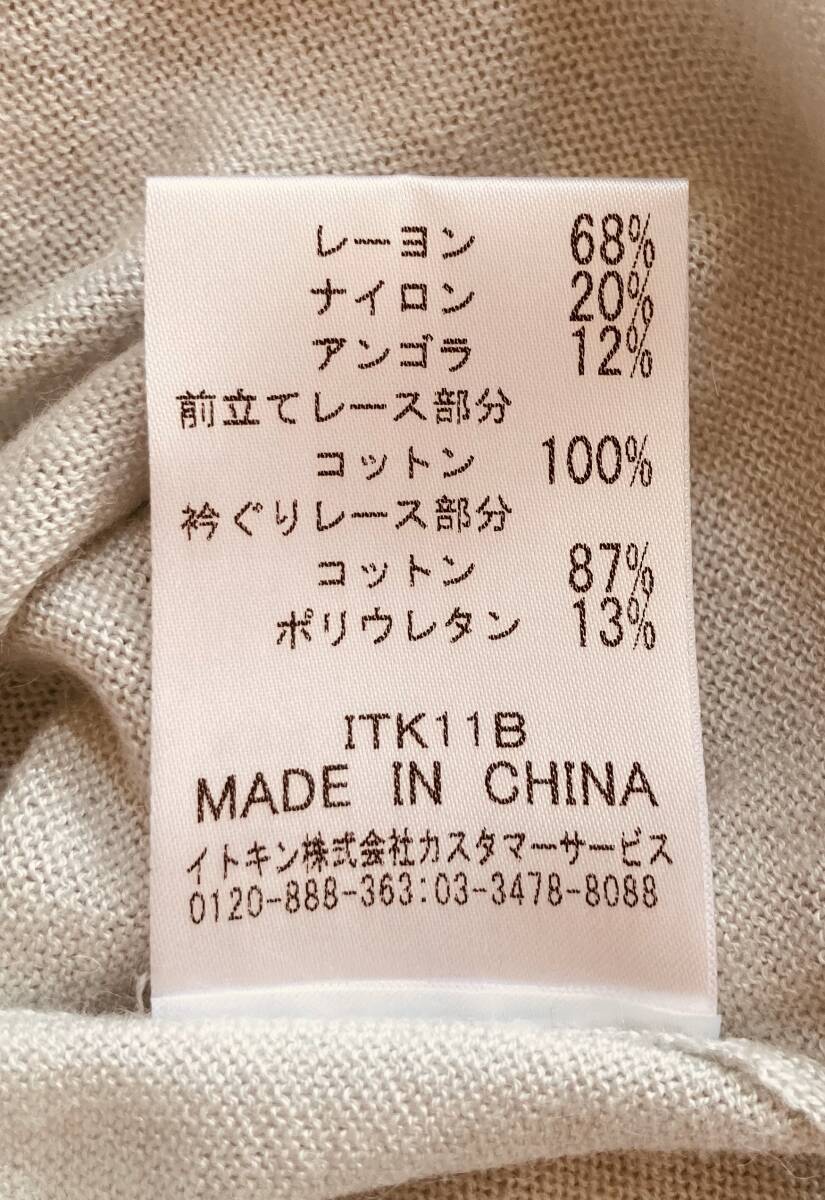 レーヨン 68%
ナイロン 20%
アンゴラ 12%
前立てレース部分
コットン 100%
衿ぐりレース部分
コットン 87%
ポリウレタン 13%
ITK11B
MADE IN CHINA
イトキン株式会社カスタマーサービス
0120-888-363:03-3478-8088